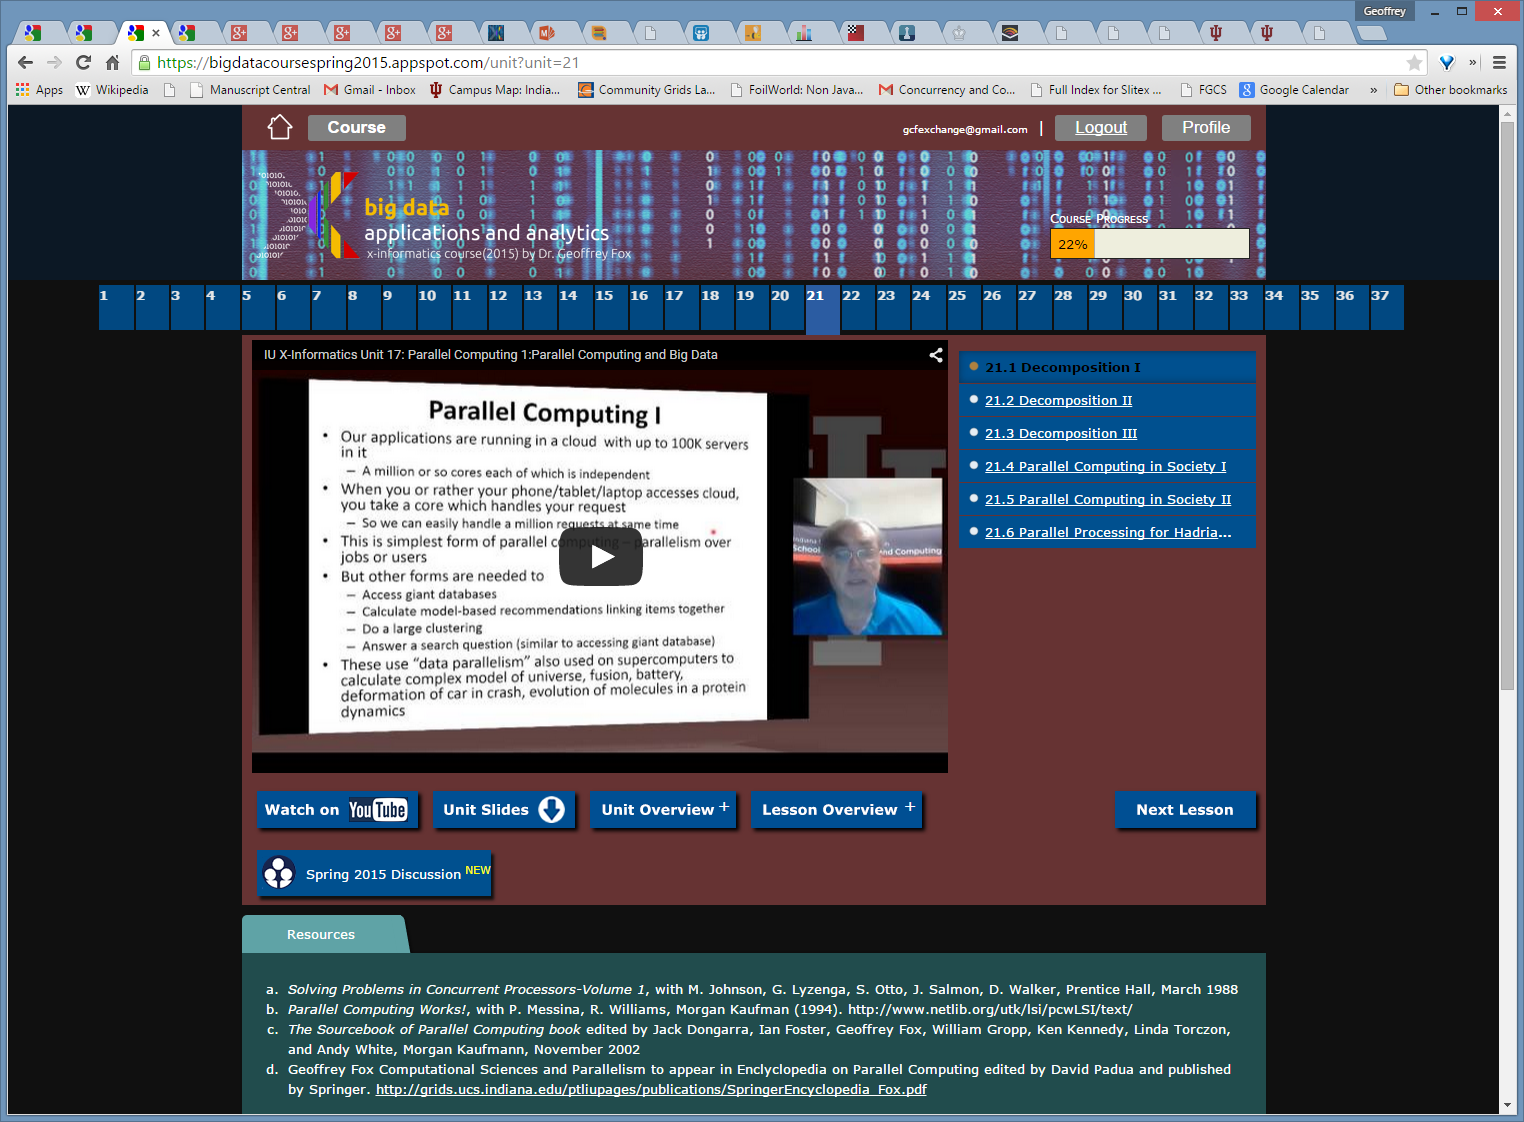 Geoffrey
https://bigdatacoursespring2015.appspot.com/unit?unit=21
Apps Wikipedia Manuscript Central Gmail - Inbox Campus Map: India... Community Grids La... FoilWorld: Non Java... Concurrency and Co... Full Index for Slitex ... FGCS Google Calendar » Other bookmarks
Course gcfexchange@gmail.com | Logout Profile
big data
applications and analytics
x-informatics course(2015) by Dr. Geoffrey Fox
Course Progress
22%
1 2 3 4 5 6 7 8 9 10 11 12 13 14 15 16 17 18 19 20 21 22 23 24 25 26 27 28 29 30 31 32 33 34 35 36 37
IU X-Informatics Unit 17: Parallel Computing 1:Parallel Computing and Big Data
Parallel Computing I
• Our applications are running in a cloud with up to 100K servers
in it
– A million or so cores each of which is independent
• When you or rather your phone/tablet/laptop accesses cloud,
you take a core which handles your request
– So we can easily handle a million requests at same time
• This is simplest form of parallel computing – parallelism over
jobs or users
• But other forms are needed to
– Access giant databases
– Calculate model-based recommendations linking items together
– Do a large clustering
– Answer a search question (similar to accessing giant database)
• These use “data parallelism” also used on supercomputers to
calculate complex model of universe, fusion, battery,
deformation of car in crash, evolution of molecules in a protein
dynamics
School nd Computing
21.1 Decomposition I
21.2 Decomposition II
21.3 Decomposition III
21.4 Parallel Computing in Society I
21.5 Parallel Computing in Society II
21.6 Parallel Processing for Hadria...
Watch on YouTube Unit Slides Unit Overview + Lesson Overview + Next Lesson
Spring 2015 Discussion NEW
Resources
a. Solving Problems in Concurrent Processors-Volume 1, with M. Johnson, G. Lyzenga, S. Otto, J. Salmon, D. Walker, Prentice Hall, March 1988
b. Parallel Computing Works!, with P. Messina, R. Williams, Morgan Kaufman (1994). http://www.netlib.org/utk/lsi/pcwLSI/text/
c. The Sourcebook of Parallel Computing book edited by Jack Dongarra, Ian Foster, Geoffrey Fox, William Gropp, Ken Kennedy, Linda Torczon,
and Andy White, Morgan Kaufmann, November 2002
d. Geoffrey Fox Computational Sciences and Parallelism to appear in Enclyclopedia on Parallel Computing edited by David Padua and published
by Springer. http://grids.ucs.indiana.edu/ptliupages/publications/SpringerEncyclopedia_Fox.pdf